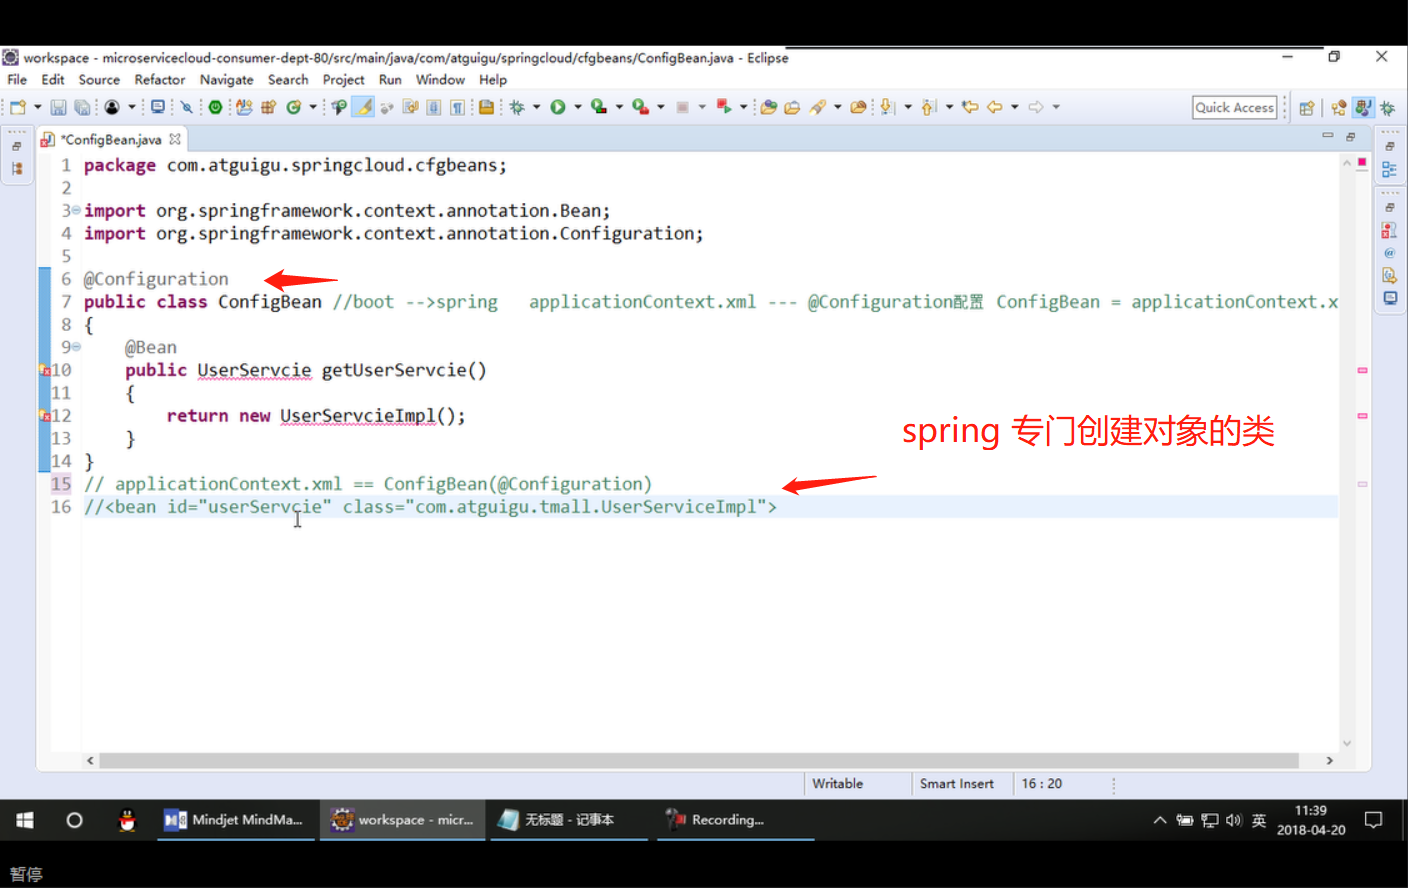 workspace - microservicecloud-consumer-dept-80/src/main/java/com/atguigu/springcloud/cfgbeans/ConfigBean.java - Eclipse
File Edit Source Refactor Navigate Search Project Run Window Help
Quick Access
*ConfigBean.java
1 package com.atguigu.springcloud.cfgbeans;
2
3 import org.springframework.context.annotation.Bean;
4 import org.springframework.context.annotation.Configuration;
5
6 @Configuration
7 public class ConfigBean //boot -->spring   applicationContext.xml --- @Configuration配置 ConfigBean = applicationContext.x
8 {
9     @Bean
10     public UserServcie getUserServcie()
11     {
12         return new UserServcieImpl();
13     }
14 }
15 // applicationContext.xml == ConfigBean(@Configuration)
16 //<bean id="userServcie" class="com.atguigu.tmall.UserServiceImpl">
spring 专门创建对象的类
Writable Smart Insert 16 : 20
Mindjet MindMa...
workspace - micr...
无标题 - 记事本
Recording...
英
11:39
2018-04-20
暂停